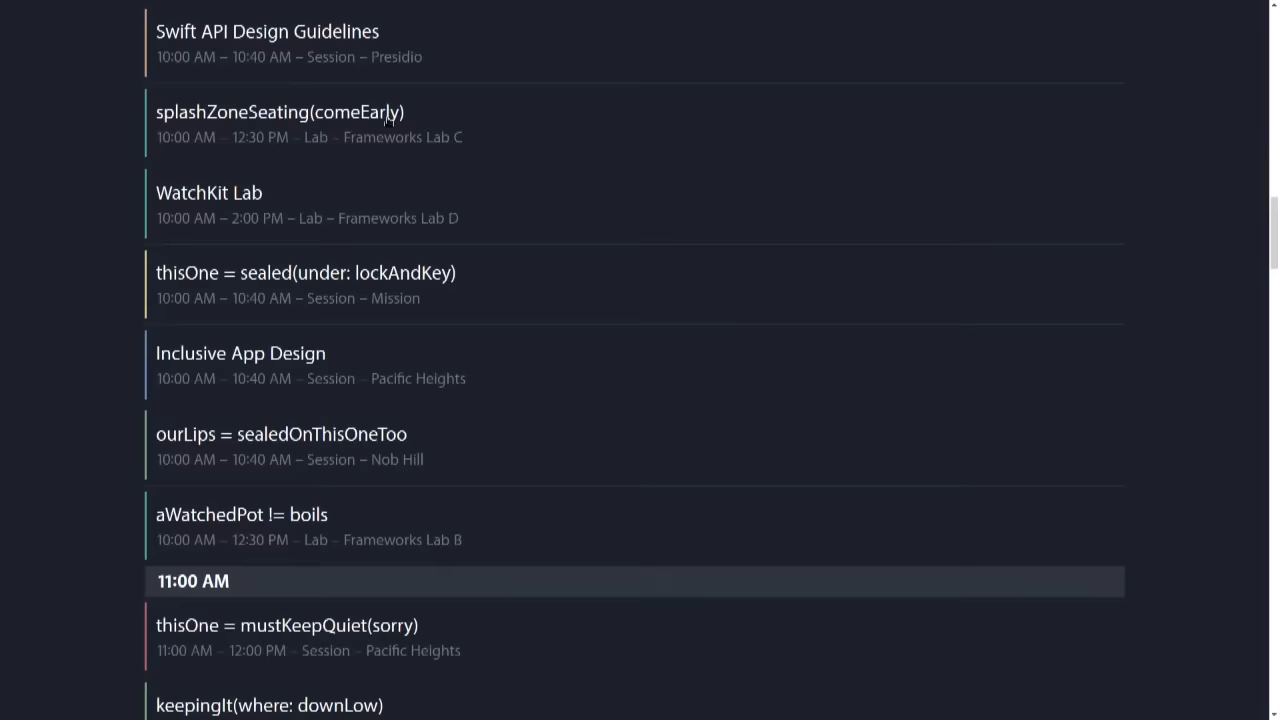 Swift API Design Guidelines
10:00 AM – 10:40 AM – Session – Presidio
splashZoneSeating(comeEarly)
10:00 AM – 12:30 PM – Lab – Frameworks Lab C
WatchKit Lab
10:00 AM – 2:00 PM – Lab – Frameworks Lab D
thisOne = sealed(under: lockAndKey)
10:00 AM – 10:40 AM – Session – Mission
Inclusive App Design
10:00 AM – 10:40 AM – Session – Pacific Heights
ourLips = sealedOnThisOneToo
10:00 AM – 10:40 AM – Session – Nob Hill
aWatchedPot != boils
10:00 AM – 12:30 PM – Lab – Frameworks Lab B
11:00 AM
thisOne = mustKeepQuiet(sorry)
11:00 AM – 12:00 PM – Session – Pacific Heights
keepingIt(where: downLow)